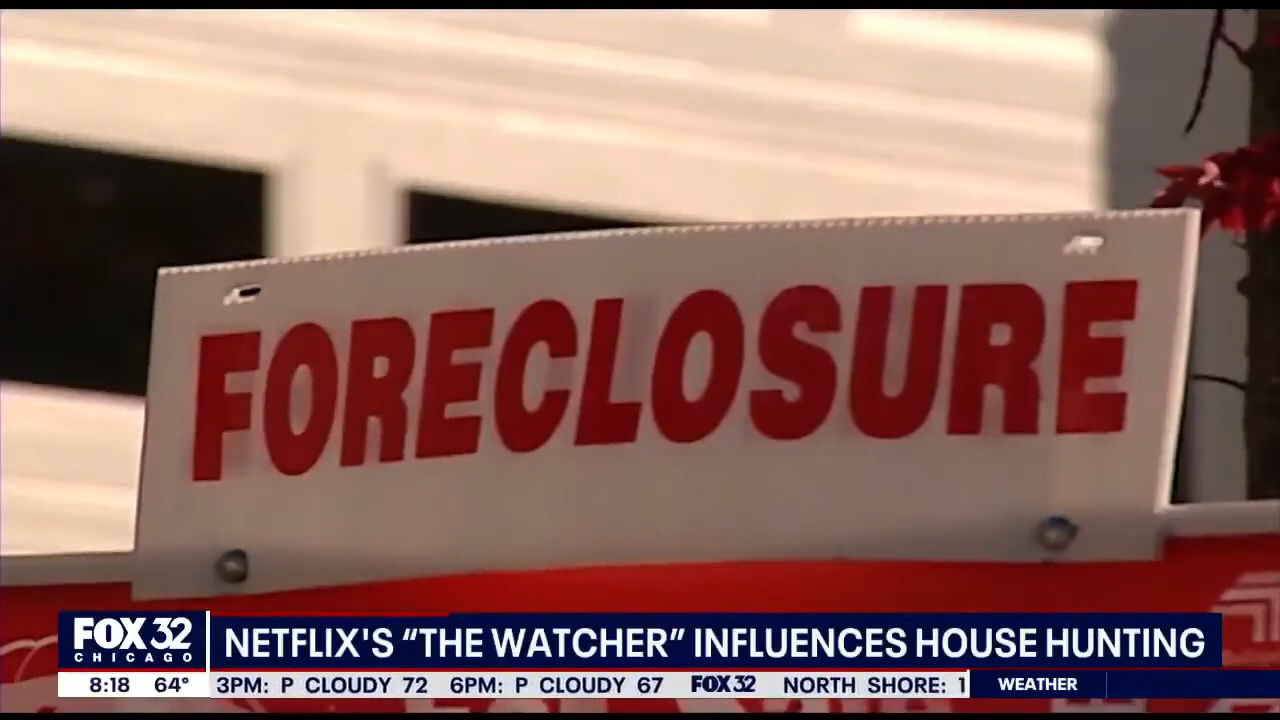 FORECLOSURE
FOX 32
CHICAGO
NETFLIX'S “THE WATCHER” INFLUENCES HOUSE HUNTING
8:18 64° 3PM: P CLOUDY 72 6PM: P CLOUDY 67 FOX 32 NORTH SHORE: 1 WEATHER